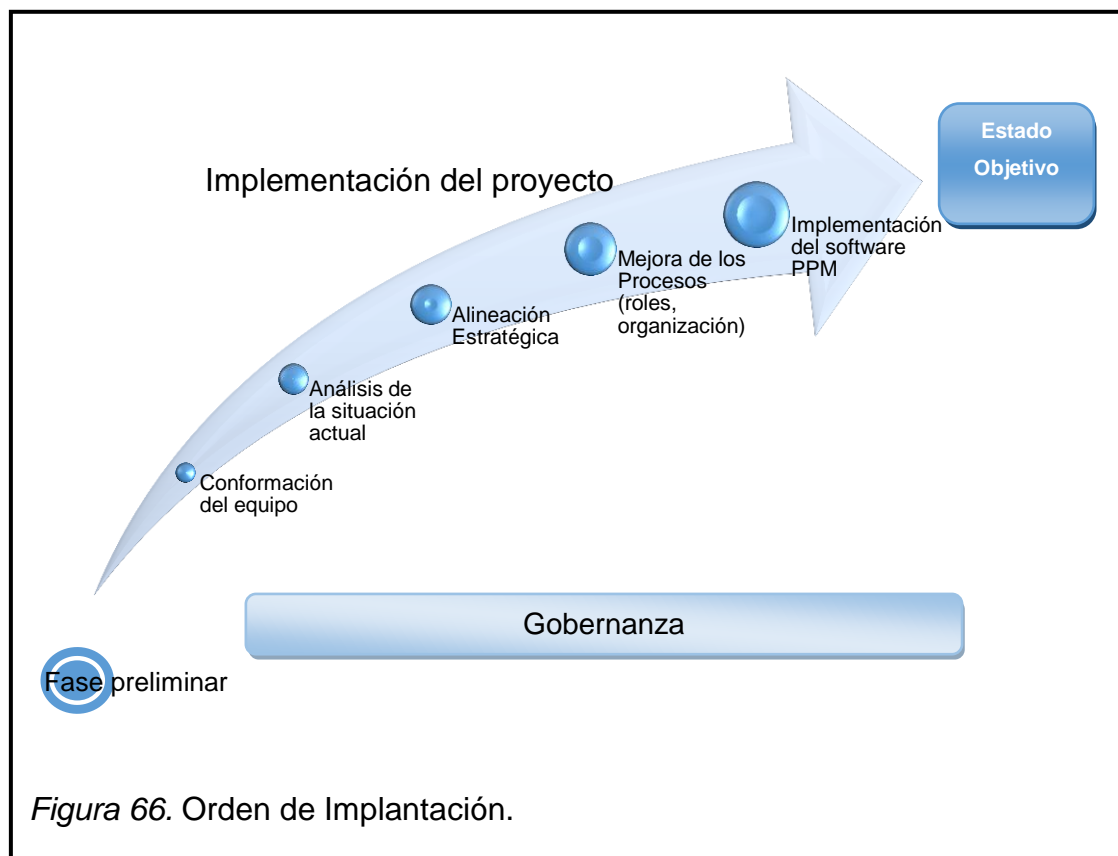 Estado
Objetivo
Implementación del proyecto
Implementación
del software
PPM
Mejora de los
Procesos
(roles,
organización)
Alineación
Estratégica
Análisis de
la situación
actual
Conformación
del equipo
Gobernanza
Fase preliminar
Figura 66. Orden de Implantación.